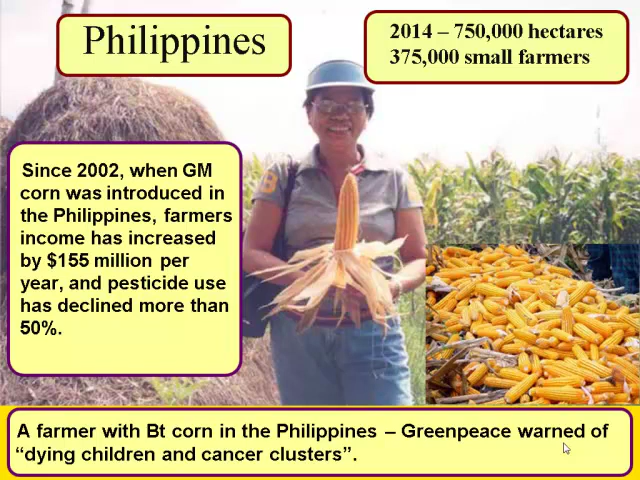 Philippines
2014 – 750,000 hectares
375,000 small farmers
Since 2002, when GM
corn was introduced in
the Philippines, farmers
income has increased
by $155 million per
year, and pesticide use
has declined more than
50%.
A farmer with Bt corn in the Philippines – Greenpeace warned of
“dying children and cancer clusters”.